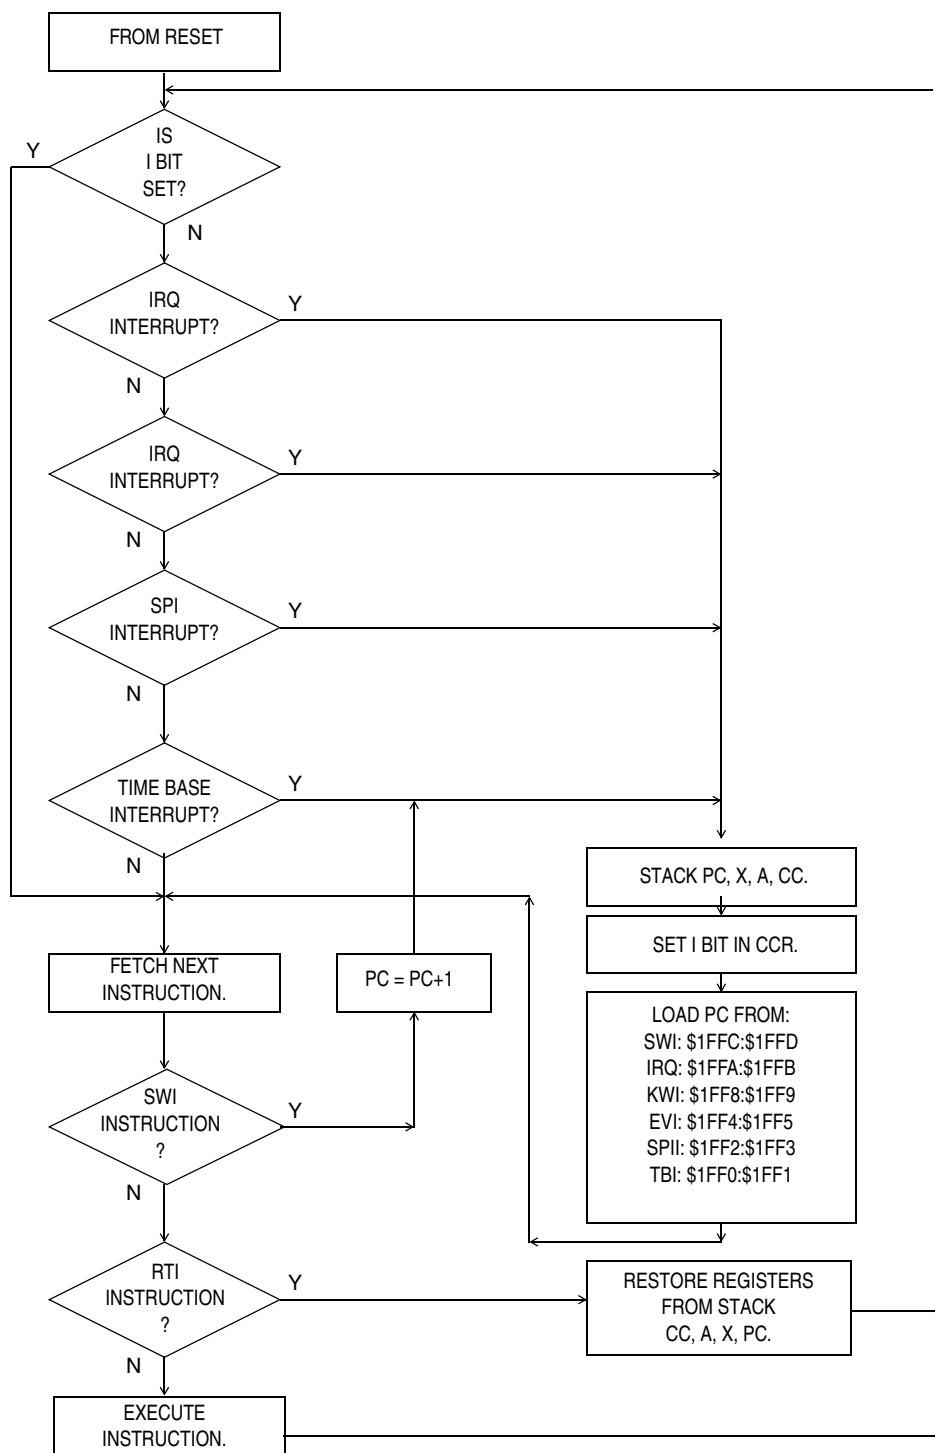 FROM RESET
Y
IS
I BIT
SET?
N
IRQ
INTERRUPT?
Y
N
IRQ
INTERRUPT?
Y
N
SPI
INTERRUPT?
Y
N
TIME BASE
INTERRUPT?
Y
N
STACK PC, X, A, CC.
SET I BIT IN CCR.
FETCH NEXT
INSTRUCTION.
PC = PC+1
LOAD PC FROM:
SWI: $1FFC:$1FFD
IRQ: $1FFA:$1FFB
KWI: $1FF8:$1FF9
EVI: $1FF4:$1FF5
SPII: $1FF2:$1FF3
TBI: $1FF0:$1FF1
SWI
INSTRUCTION
?
Y
N
RTI
INSTRUCTION
?
Y
N
RESTORE REGISTERS
FROM STACK
CC, A, X, PC.
EXECUTE
INSTRUCTION.